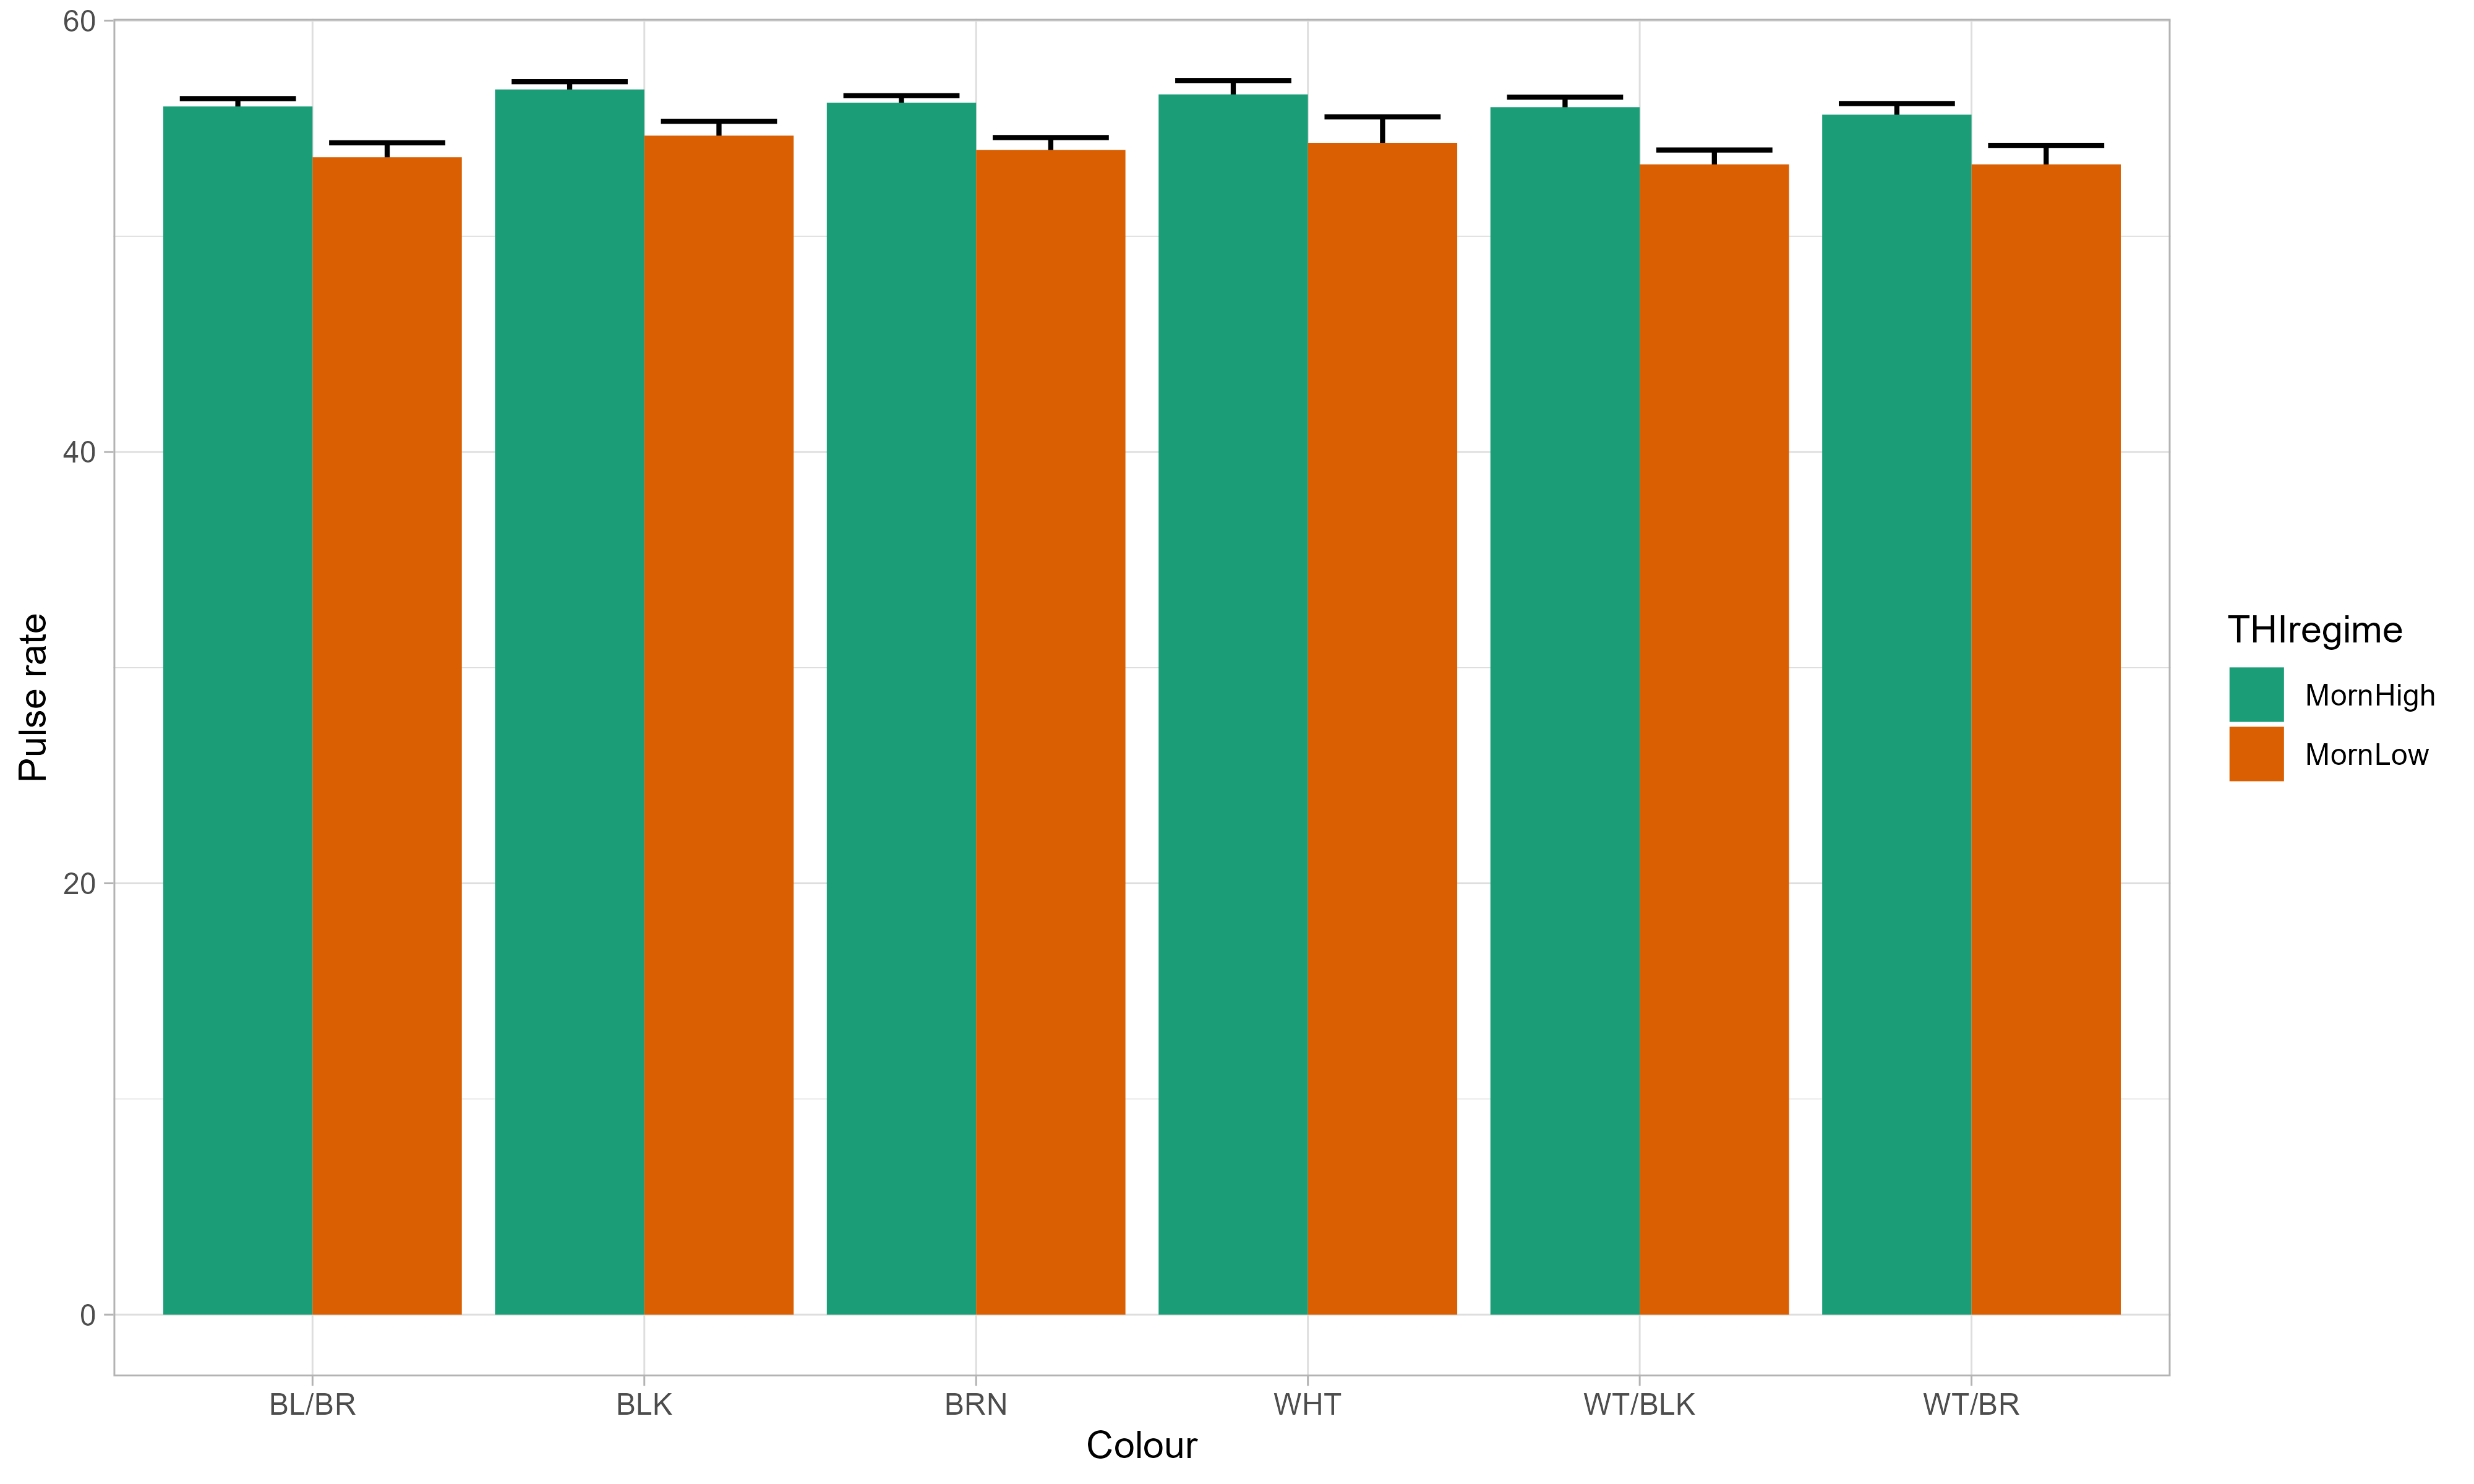 60
40
20
0
Pulse rate
BL/BR BLK BRN WHT WT/BLK WT/BR
Colour
THIregime
MornHigh
MornLow